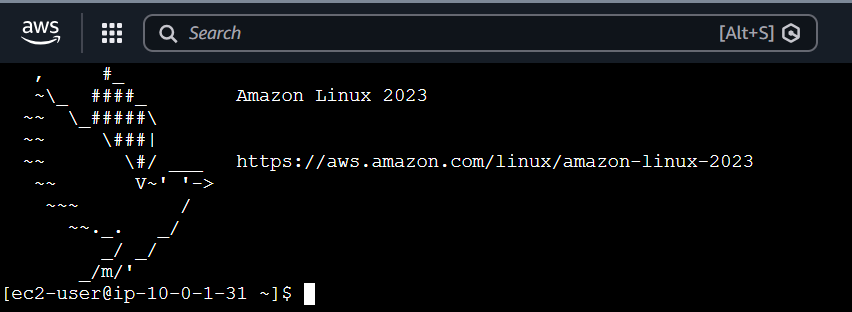 aws
Search [Alt+S]
   ,     #_
   ~\_  ####_        Amazon Linux 2023
  ~~  \_#####\
  ~~     \###|
  ~~       \#/ ___   https://aws.amazon.com/linux/amazon-linux-2023
   ~~       V~' '->
    ~~~         /
      ~~._.   _/
         _/ _/
       _/m/'
[ec2-user@ip-10-0-1-31 ~]$